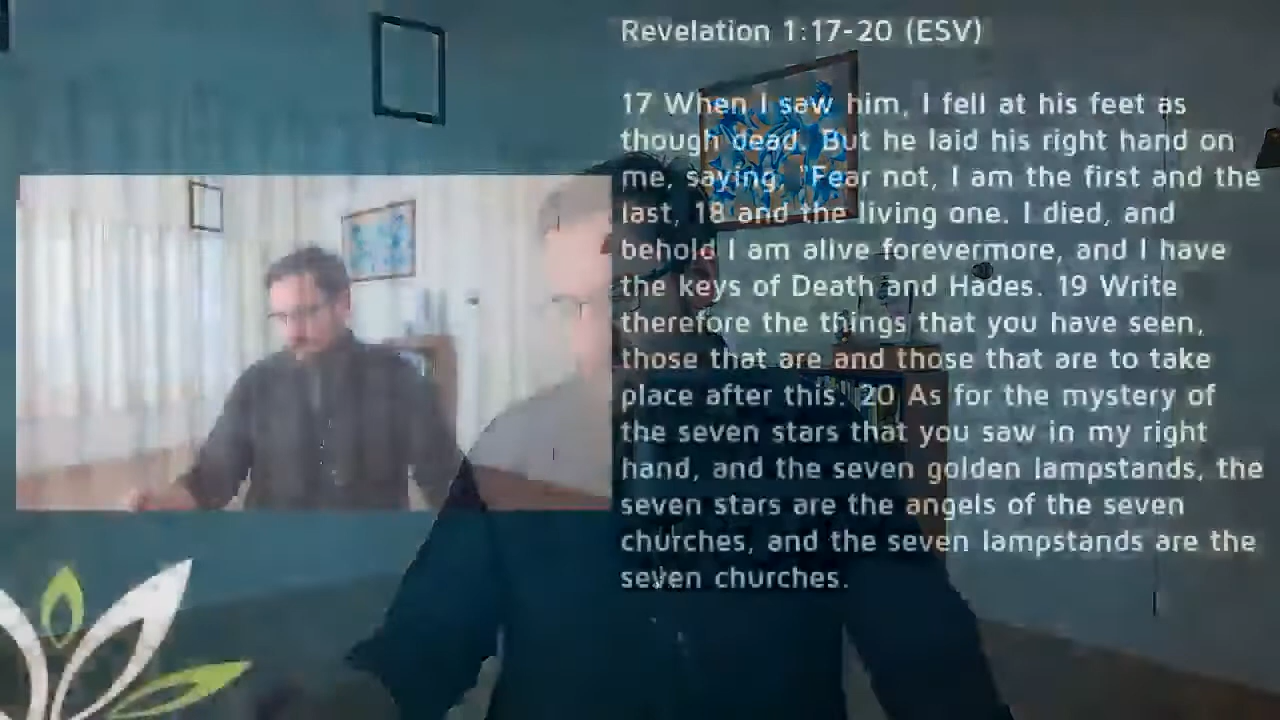 Revelation 1:17-20 (ESV)
17 When I saw him, I fell at his feet as
though dead. But he laid his right hand on
me, saying, "Fear not, I am the first and the
last, 18 and the living one. I died, and
behold I am alive forevermore, and I have
the keys of Death and Hades. 19 Write
therefore the things that you have seen,
those that are and those that are to take
place after this. 20 As for the mystery of
the seven stars that you saw in my right
hand, and the seven golden lampstands, the
seven stars are the angels of the seven
churches, and the seven lampstands are the
seven churches.